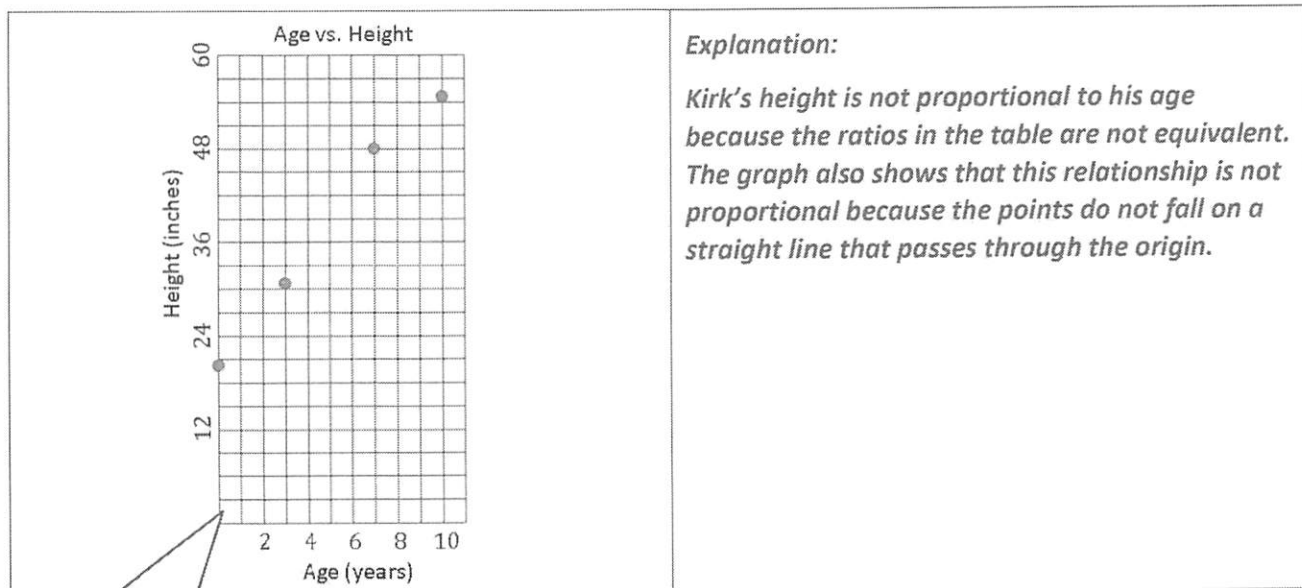 Age vs. Height
60
48
36
24
12
Height (inches)
2 4 6 8 10
Age (years)
Explanation:
Kirk's height is not proportional to his age
because the ratios in the table are not equivalent.
The graph also shows that this relationship is not
proportional because the points do not fall on a
straight line that passes through the origin.